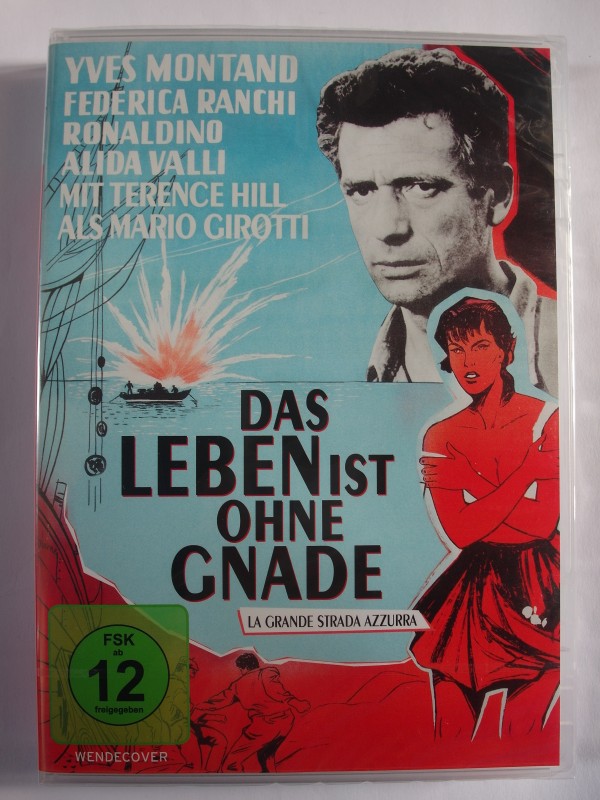 YVES MONTAND
FEDERICA RANCHI
RONALDINO
ALIDA VALLI
MIT TERENCE HILL
ALS MARIO GIROTTI
DAS
LEBEN IST
OHNE
GNADE
LA GRANDE STRADA AZZURRA
FSK
ab
12
freigegeben
WENDECOVER